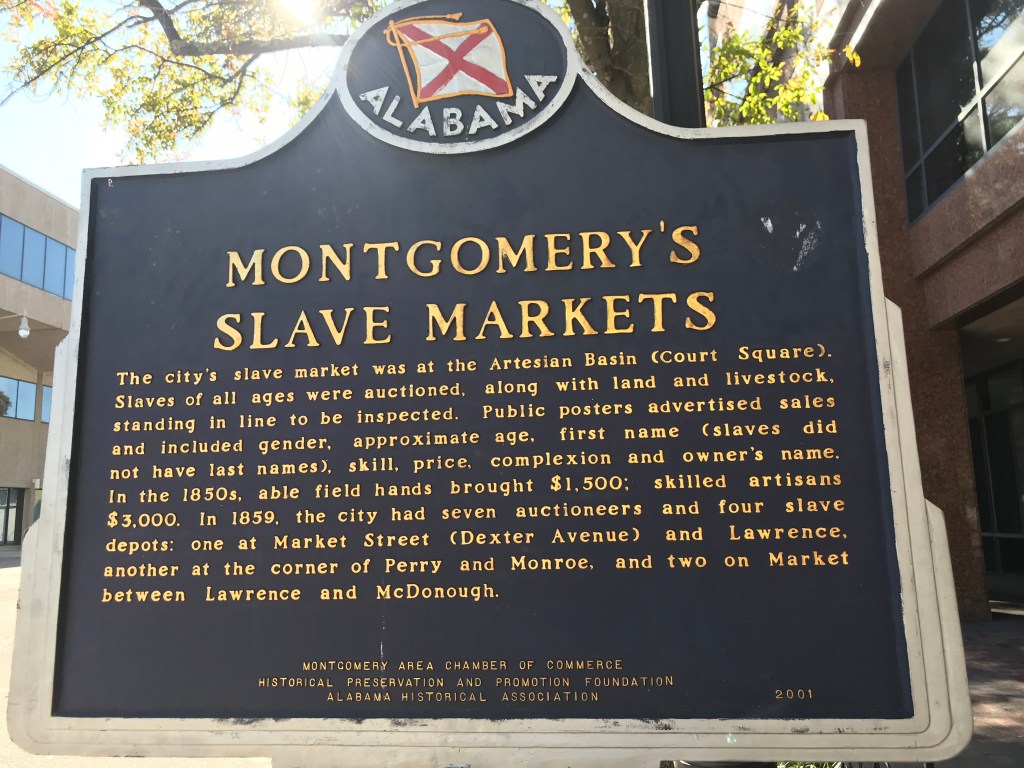 ALABAMA
MONTGOMERY'S
SLAVE MARKETS
The city's slave market was at the Artesian Basin (Court Square).
Slaves of all ages were auctioned, along with land and livestock,
standing in line to be inspected. Public posters advertised sales
and included gender, approximate age, first name (slaves did
not have last names), skill, price, complexion and owner's name.
In the 1850s, able field hands brought $1,500; skilled artisans
$3,000. In 1859, the city had seven auctioneers and four slave
depots: one at Market Street (Dexter Avenue) and Lawrence,
another at the corner of Perry and Monroe, and two on Market
between Lawrence and McDonough.
MONTGOMERY AREA CHAMBER OF COMMERCE
HISTORICAL PRESERVATION AND PROMOTION FOUNDATION
ALABAMA HISTORICAL ASSOCIATION 2001